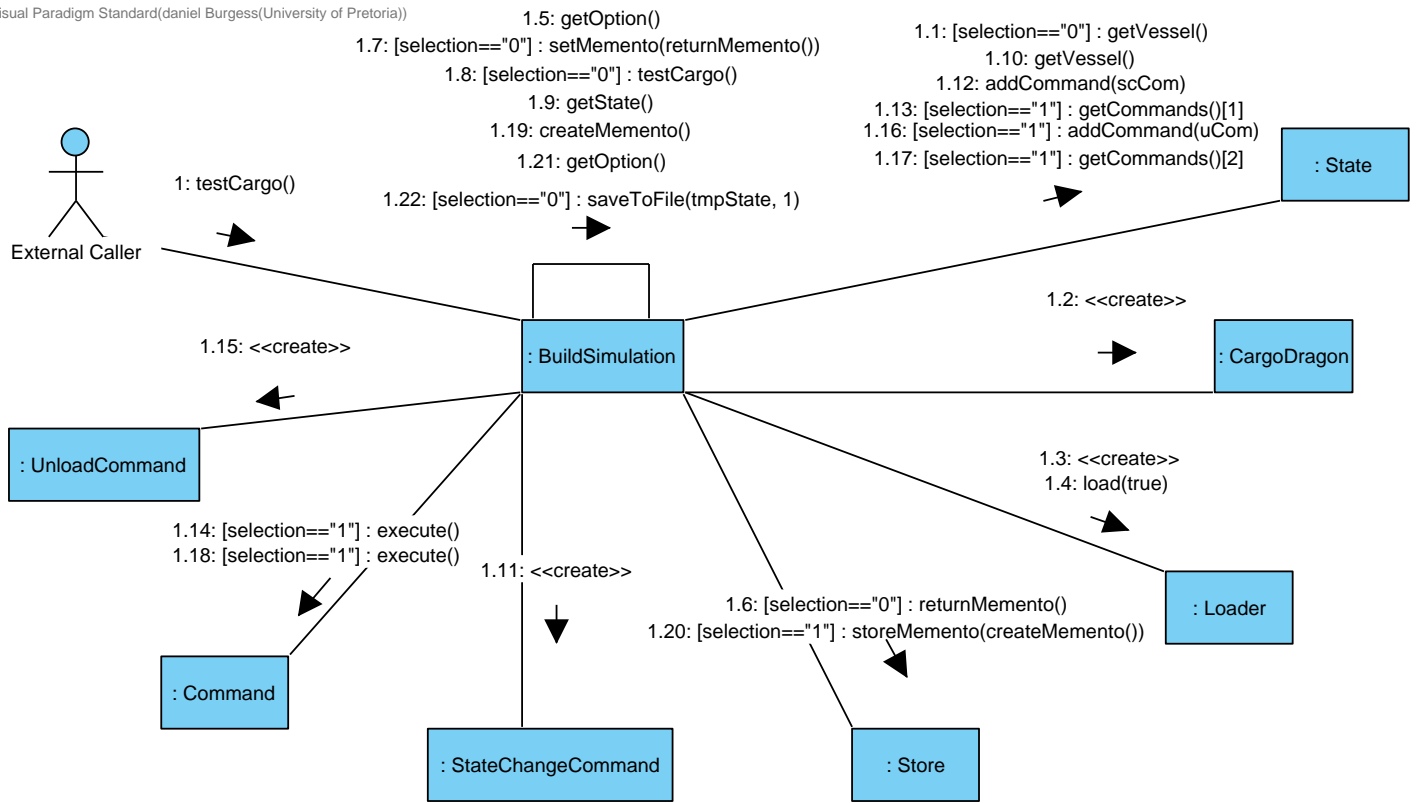 isual Paradigm Standard(daniel Burgess(University of Pretoria))
1.5: getOption()
1.7: [selection=="0"] : setMemento(returnMemento())
1.8: [selection=="0"] : testCargo()
1.9: getState()
1.19: createMemento()
1.21: getOption()
1.22: [selection=="0"] : saveToFile(tmpState, 1)
1.1: [selection=="0"] : getVessel()
1.10: getVessel()
1.12: addCommand(scCom)
1.13: [selection=="1"] : getCommands()[1]
1.16: [selection=="1"] : addCommand(uCom)
1.17: [selection=="1"] : getCommands()[2]
: State
1: testCargo()
External Caller
1.2: <<create>>
1.15: <<create>>
: BuildSimulation
: CargoDragon
: UnloadCommand
1.3: <<create>>
1.4: load(true)
1.14: [selection=="1"] : execute()
1.18: [selection=="1"] : execute()
1.11: <<create>>
1.6: [selection=="0"] : returnMemento()
1.20: [selection=="1"] : storeMemento(createMemento())
: Loader
: Command
: StateChangeCommand
: Store